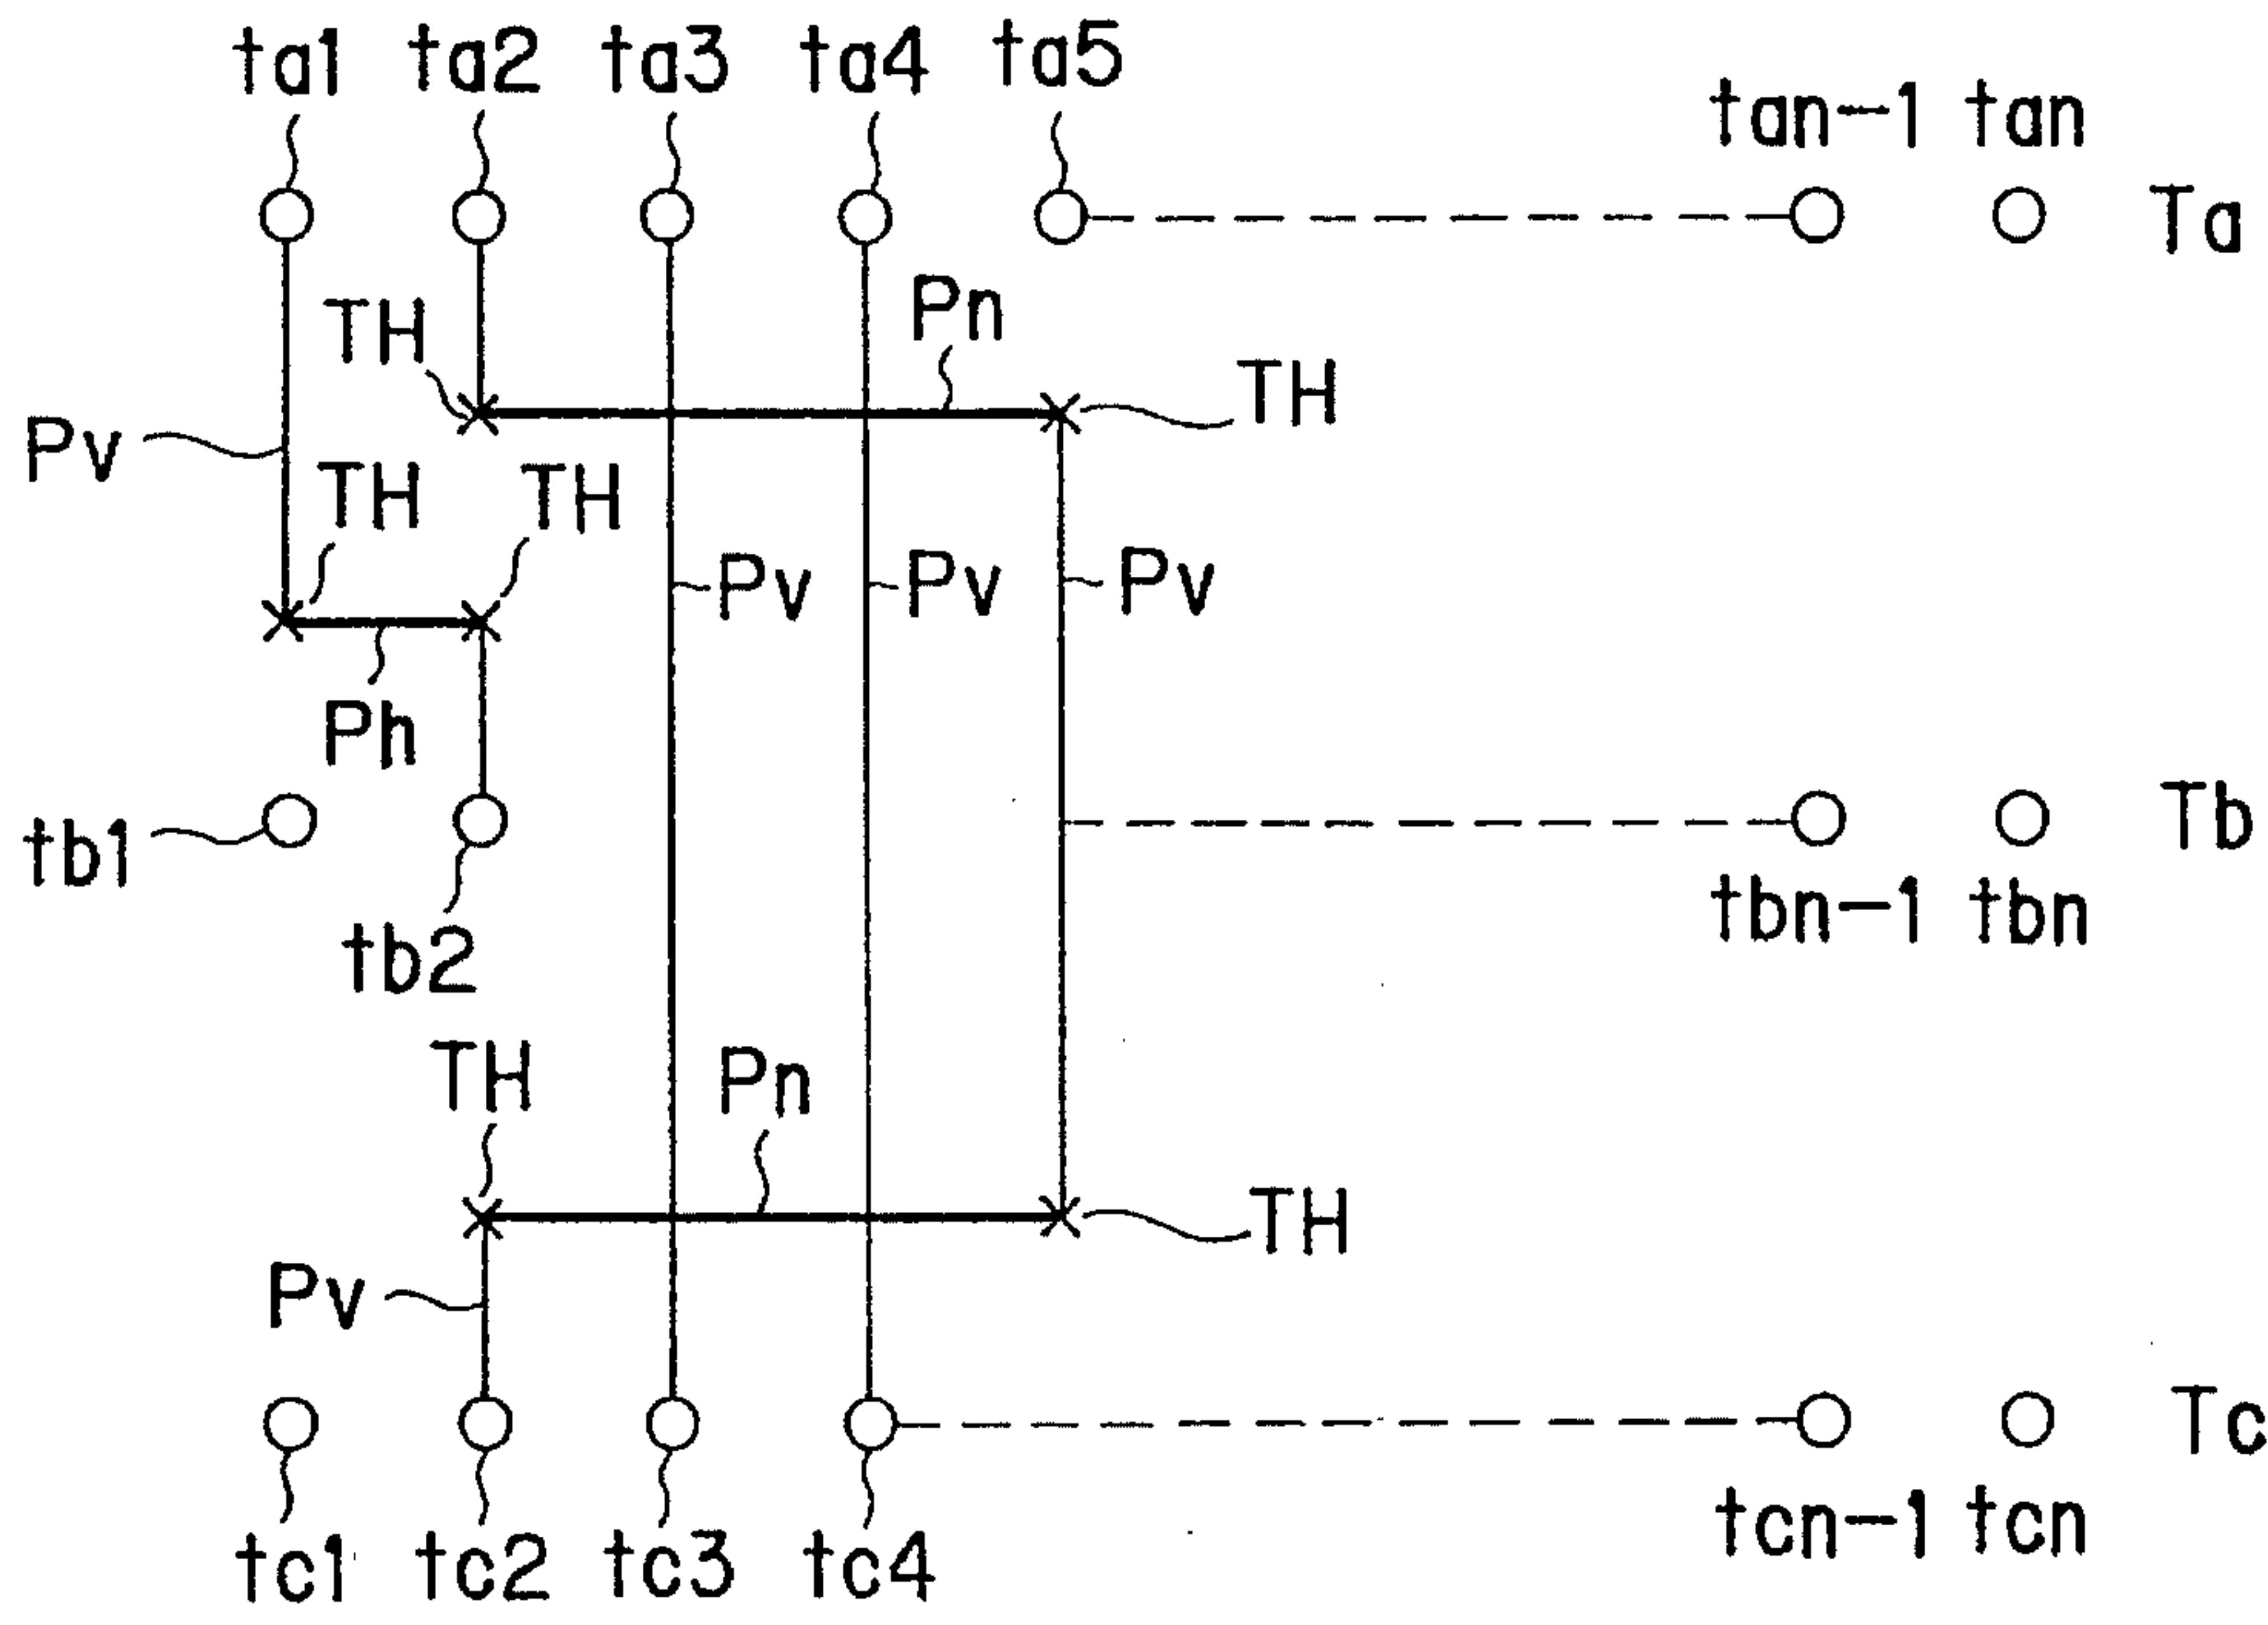 ta1 ta2 ta3 ta4 ta5
tan-1 tan
Ta
TH Pn
TH
Pv
TH TH
Pv Pv Pv
Ph
Tb
tb1
tbn-1 tbn
tb2
TH Pn
TH
Pv
Tc
tcn-1 tcn
tc1 tc2 tc3 tc4